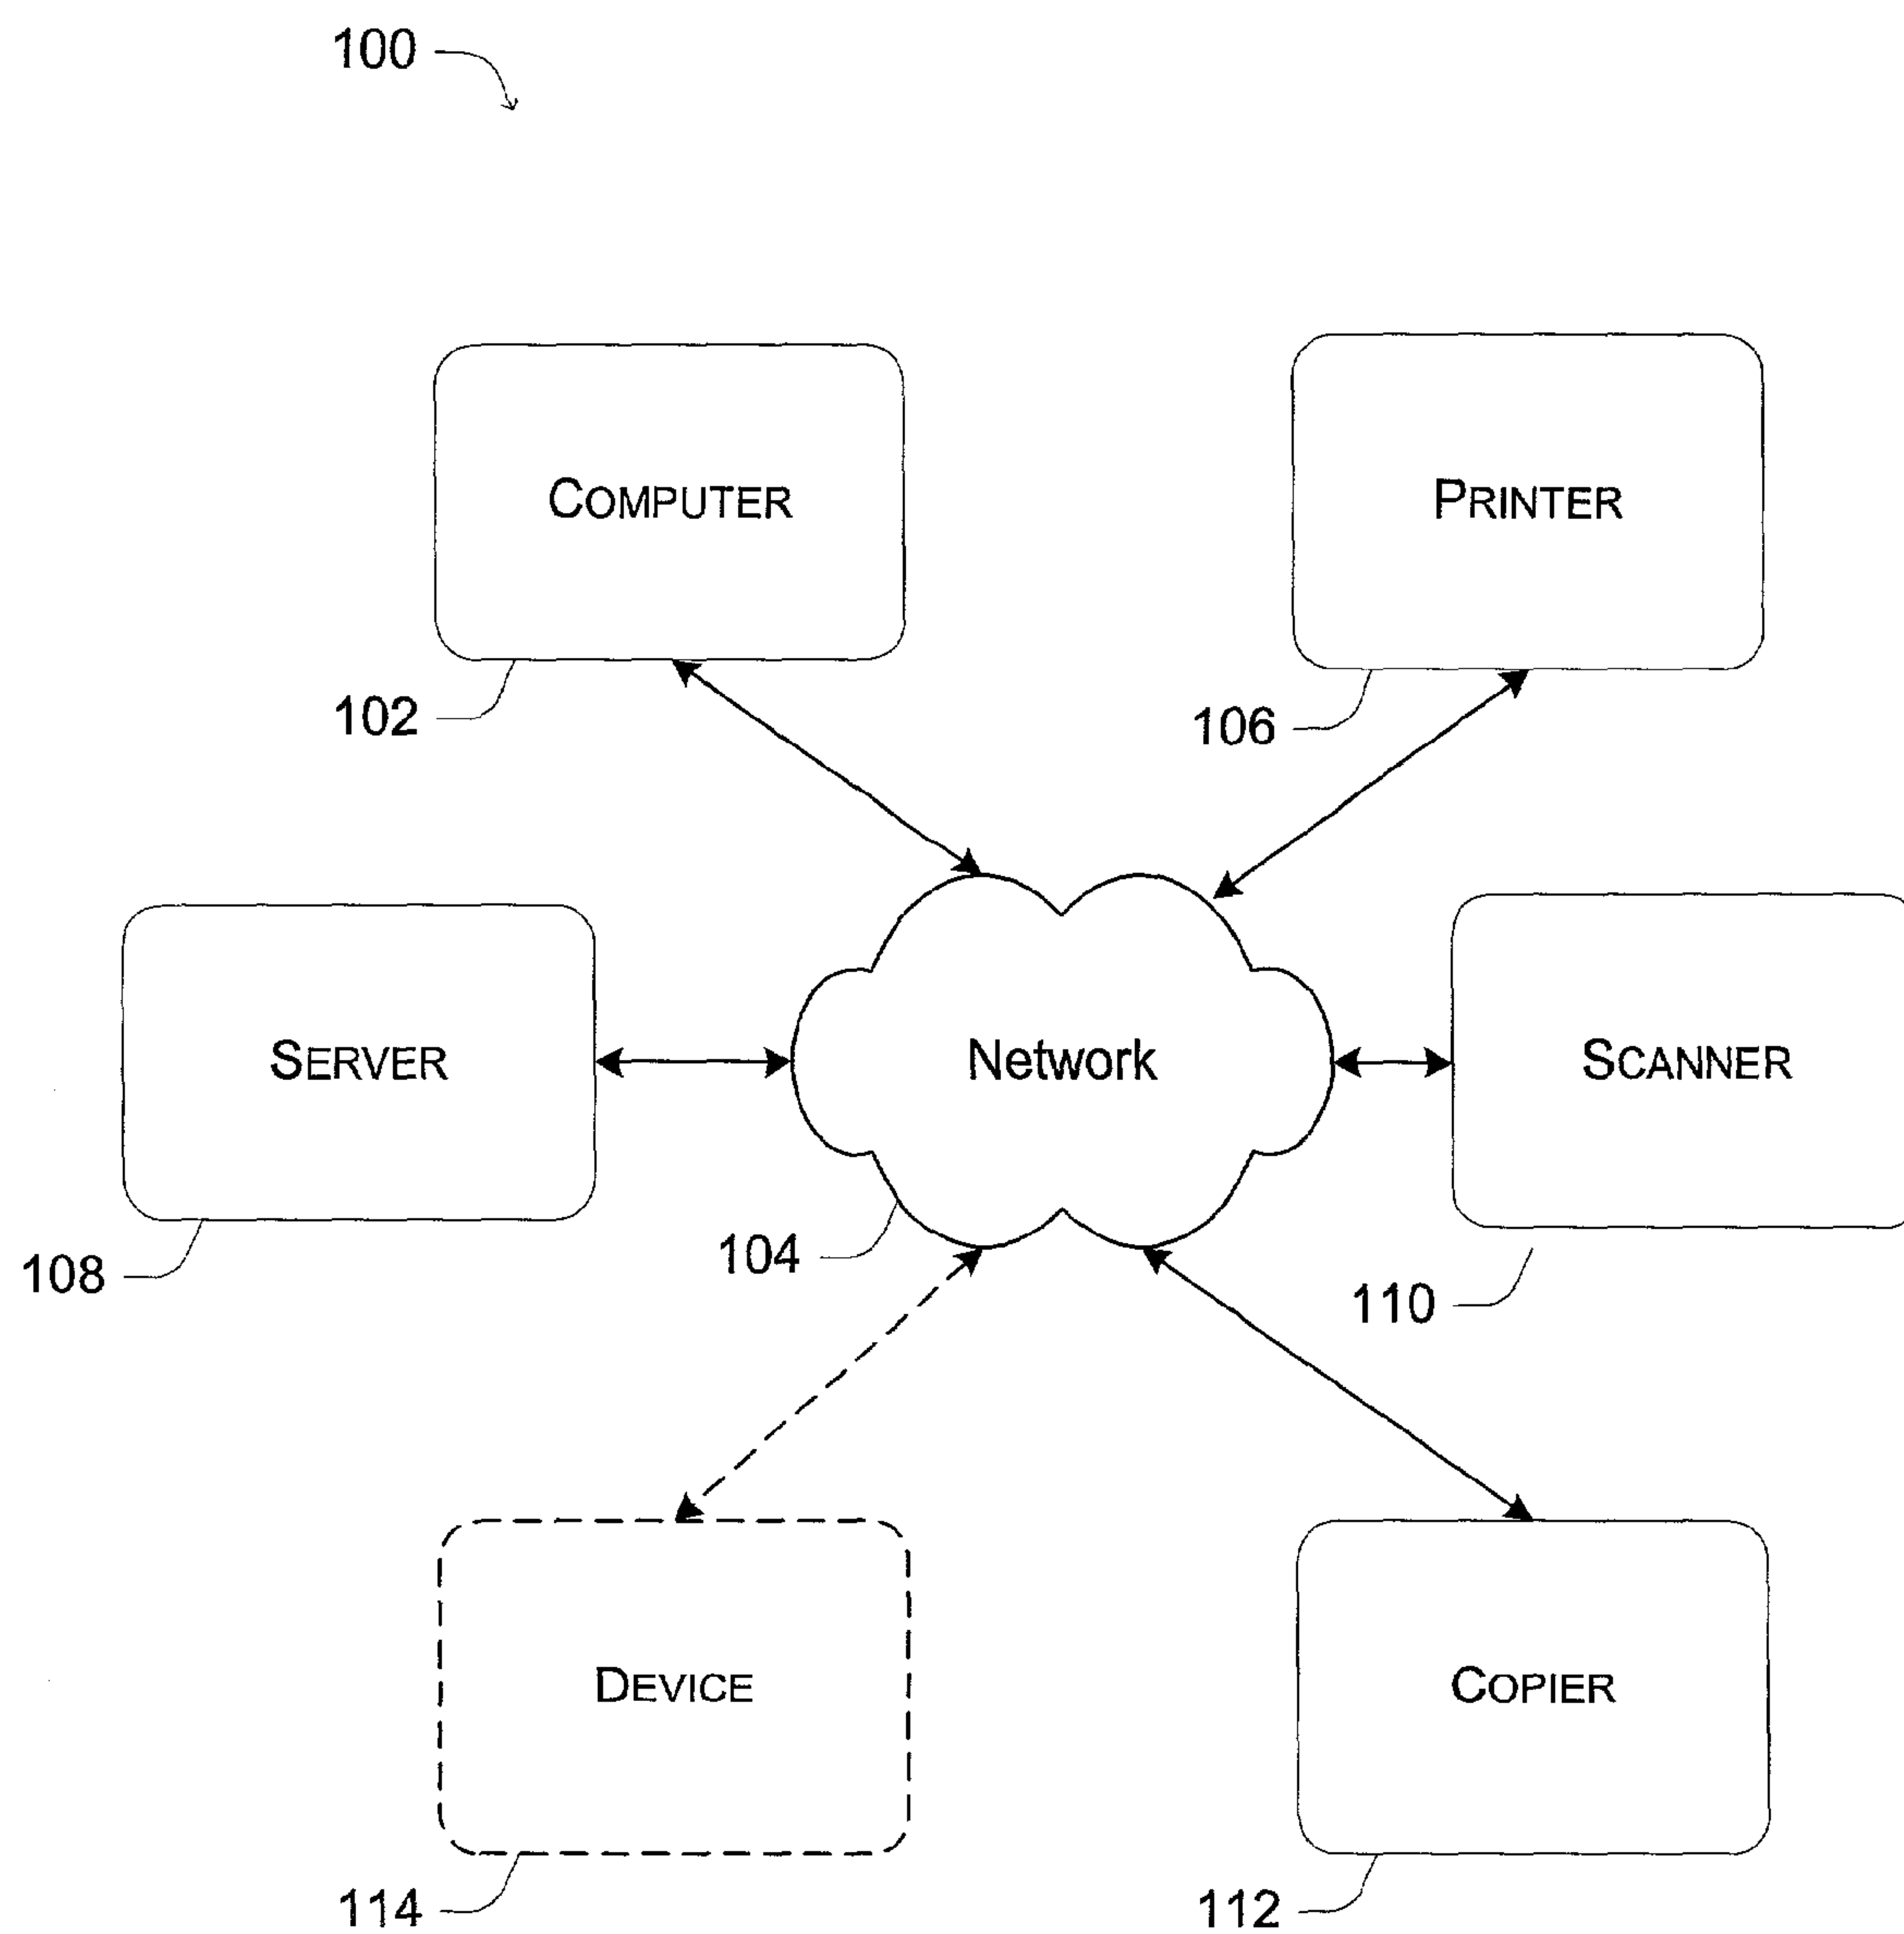 100
COMPUTER
PRINTER
102
106
SERVER
Network
SCANNER
108
104
110
DEVICE
COPIER
114
112